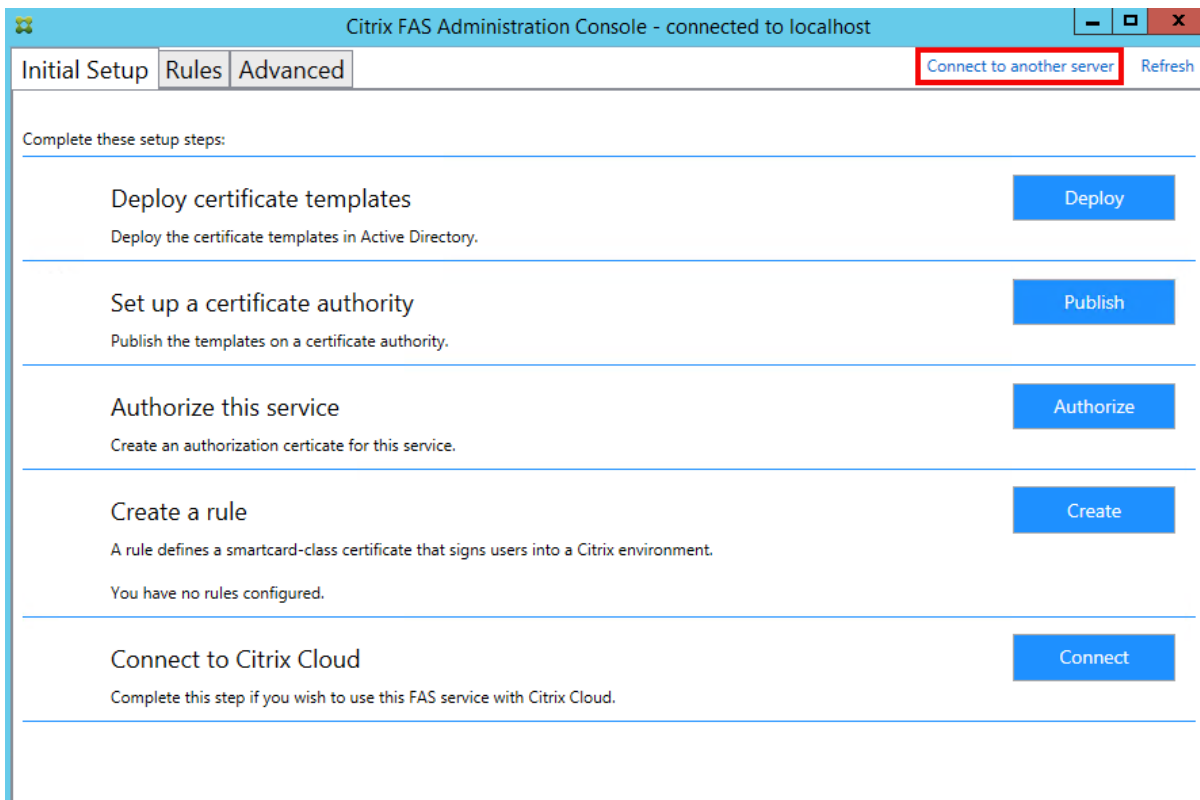 Citrix FAS Administration Console - connected to localhost
Initial Setup Rules Advanced Connect to another server Refresh
Complete these setup steps:
Deploy certificate templates
Deploy
Deploy the certificate templates in Active Directory.
Set up a certificate authority
Publish
Publish the templates on a certificate authority.
Authorize this service
Authorize
Create an authorization certicate for this service.
Create a rule
Create
A rule defines a smartcard-class certificate that signs users into a Citrix environment.
You have no rules configured.
Connect to Citrix Cloud
Connect
Complete this step if you wish to use this FAS service with Citrix Cloud.